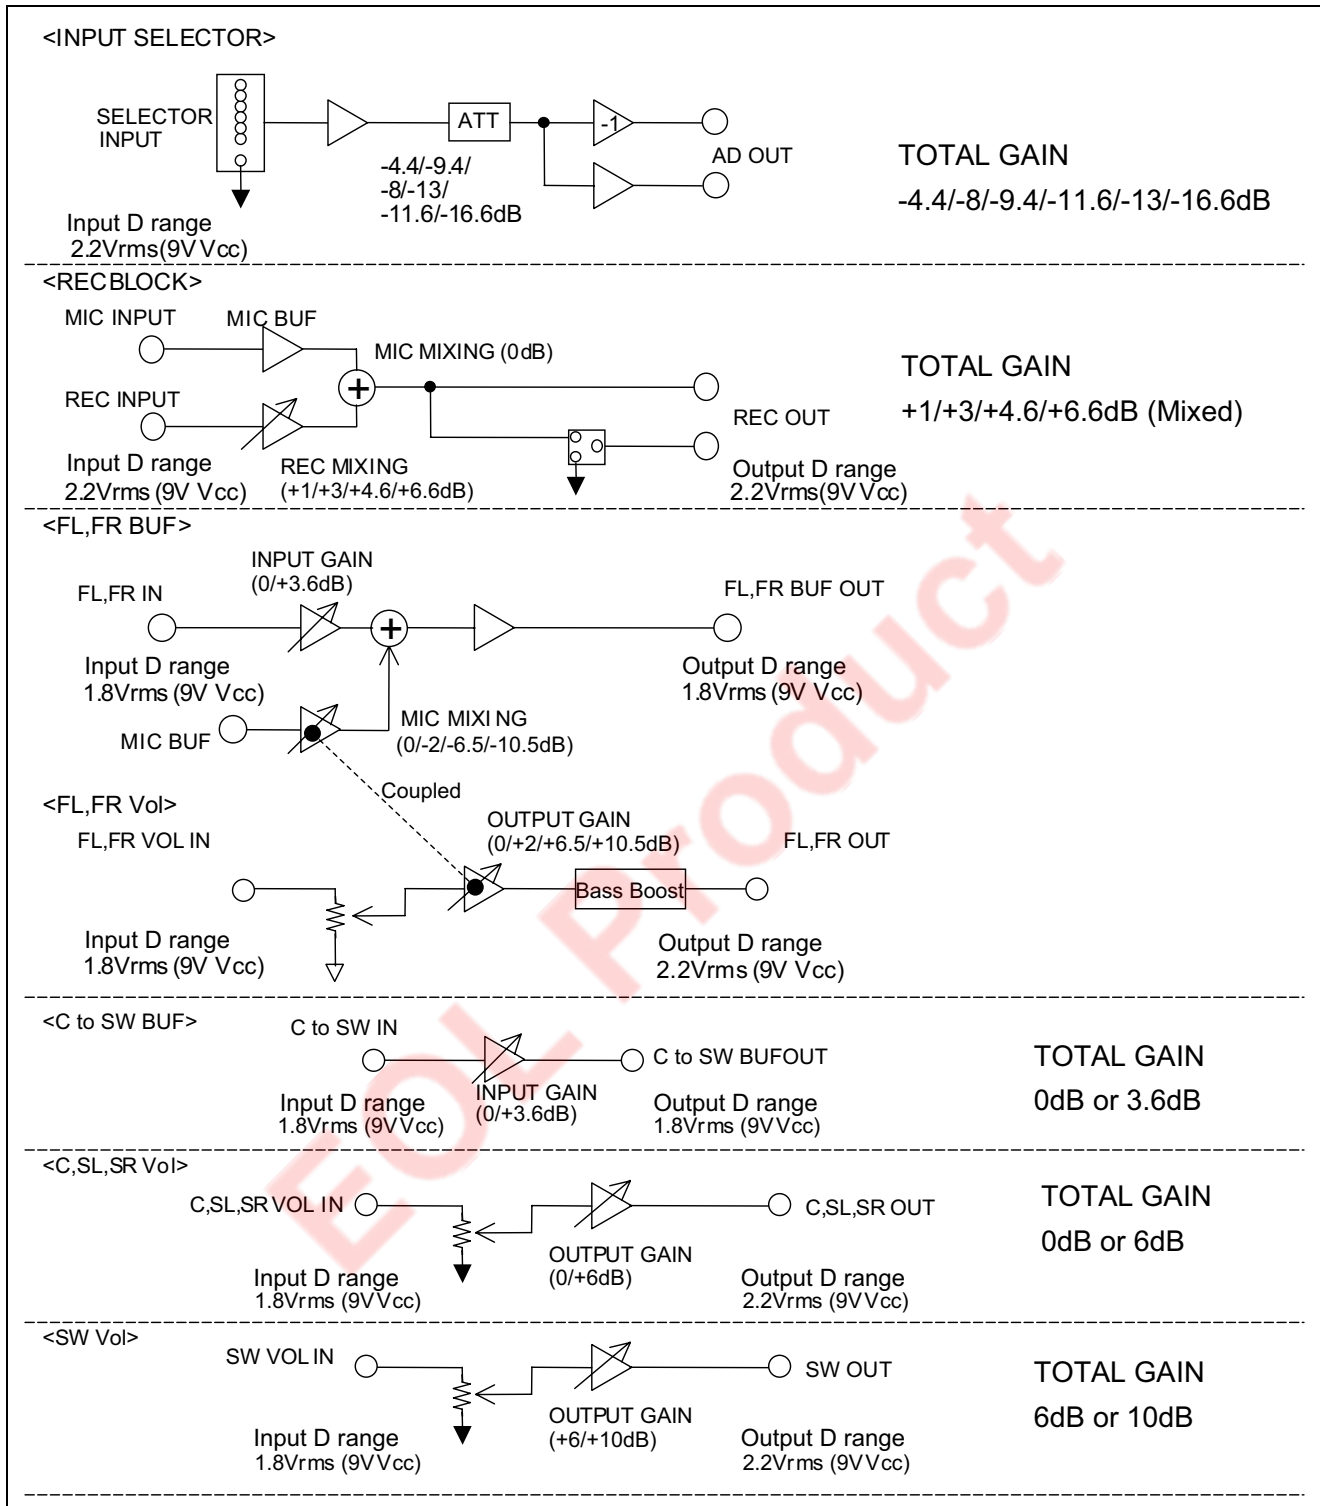 <INPUT SELECTOR>
SELECTOR
INPUT
ATT
-1
AD OUT
-4.4/-9.4/
-8/-13/
-11.6/-16.6dB
TOTAL GAIN
-4.4/-8/-9.4/-11.6/-13/-16.6dB
Input D range
2.2Vrms(9V Vcc)
<REC BLOCK>
MIC INPUT
MIC BUF
MIC MIXING (0dB)
+
TOTAL GAIN
+1/+3/+4.6/+6.6dB (Mixed)
REC INPUT
REC OUT
Input D range
2.2Vrms (9V Vcc)
REC MIXING
(+1/+3/+4.6/+6.6dB)
Output D range
2.2Vrms(9V Vcc)
<FL,FR BUF>
INPUT GAIN
(0/+3.6dB)
FL,FR IN
+
FL,FR BUF OUT
Input D range
1.8Vrms (9V Vcc)
Output D range
1.8Vrms (9V Vcc)
MIC BUF
MIC MIXING
(0/-2/-6.5/-10.5dB)
Coupled
<FL,FR Vol>
FL,FR VOL IN
OUTPUT GAIN
(0/+2/+6.5/+10.5dB)
FL,FR OUT
Bass Boost
Input D range
1.8Vrms (9V Vcc)
Output D range
2.2Vrms (9V Vcc)
<C to SW BUF>
C to SW IN
C to SW BUFOUT
INPUT GAIN
(0/+3.6dB)
Input D range
1.8Vrms (9VVcc)
Output D range
1.8Vrms (9VVcc)
TOTAL GAIN
0dB or 3.6dB
<C,SL,SR Vol>
C,SL,SR VOL IN
C,SL,SR OUT
OUTPUT GAIN
(0/+6dB)
Input D range
1.8Vrms (9VVcc)
Output D range
2.2Vrms (9VVcc)
TOTAL GAIN
0dB or 6dB
<SW Vol>
SW VOL IN
SW OUT
OUTPUT GAIN
(+6/+10dB)
Input D range
1.8Vrms (9VVcc)
Output D range
2.2Vrms (9VVcc)
TOTAL GAIN
6dB or 10dB
EOL Product